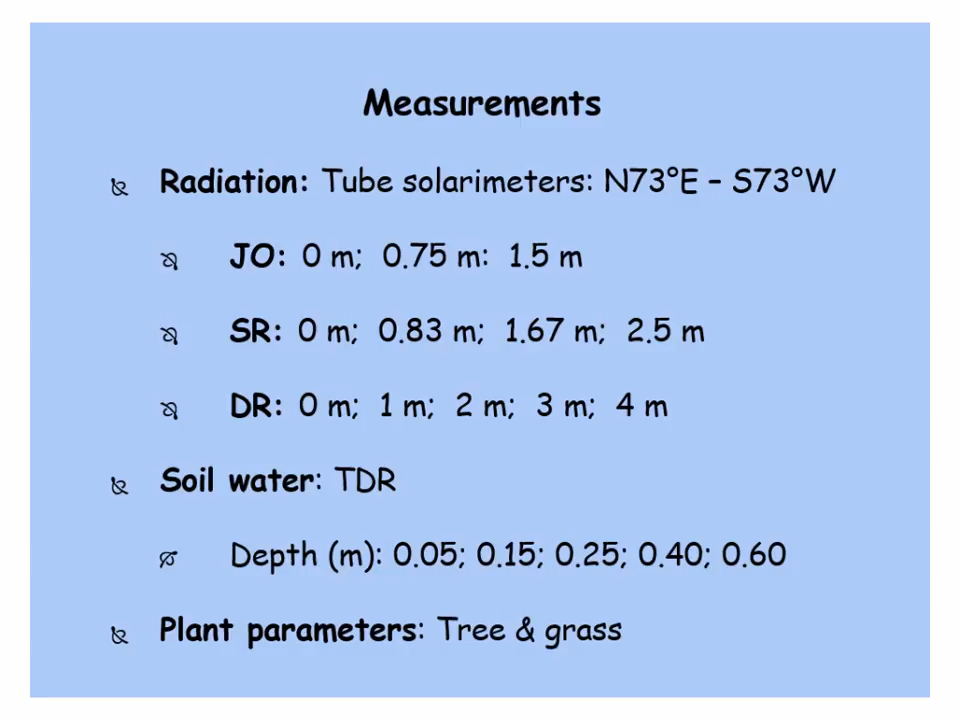 Measurements
Radiation: Tube solarimeters: N73°E – S73°W
JO: 0 m; 0.75 m: 1.5 m
SR: 0 m; 0.83 m; 1.67 m; 2.5 m
DR: 0 m; 1 m; 2 m; 3 m; 4 m
Soil water: TDR
Depth (m): 0.05; 0.15; 0.25; 0.40; 0.60
Plant parameters: Tree & grass